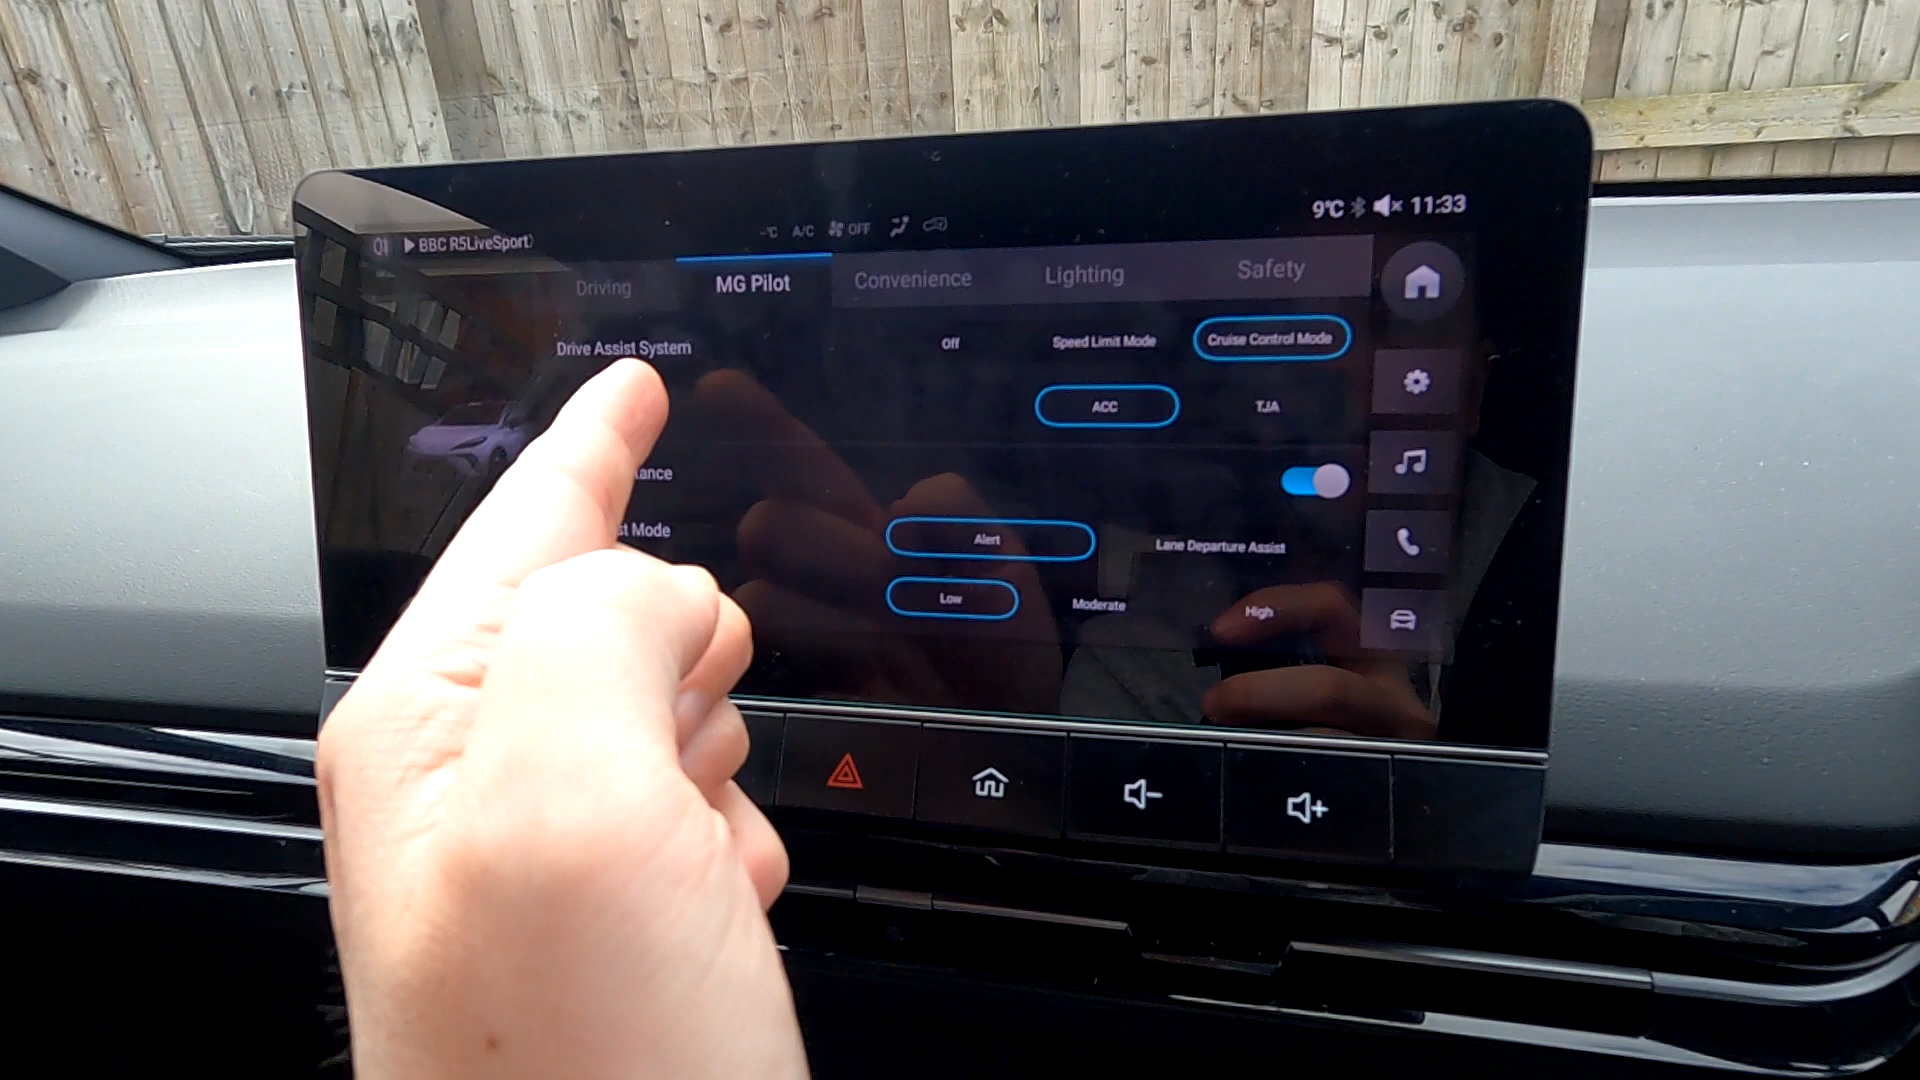 9℃ 11:33
BBC R5LiveSport
--℃ A/C OFF
Driving MG Pilot Convenience Lighting Safety
Drive Assist System Off Speed Limit Mode Cruise Control Mode
ACC TJA
Mode Alert Lane Departure Assist
Low Moderate High